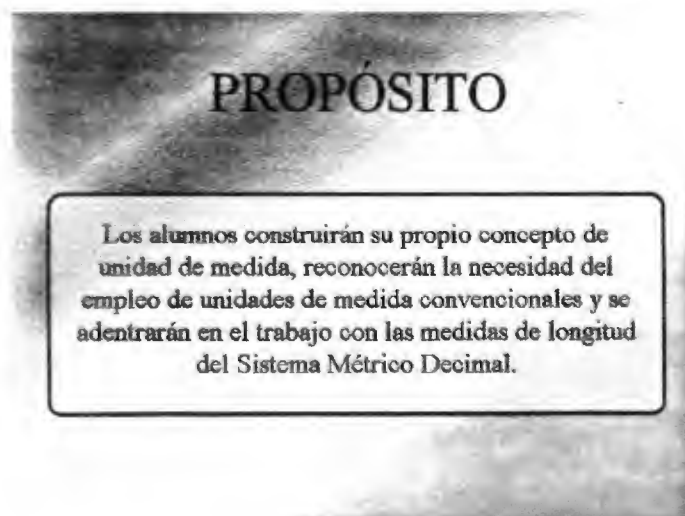 PROPÓSITO
Los alumnos construirán su propio concepto de
unidad de medida, reconocerán la necesidad del
empleo de unidades de medida convencionales y se
adentrarán en el trabajo con las medidas de longitud
del Sistema Métrico Decimal.